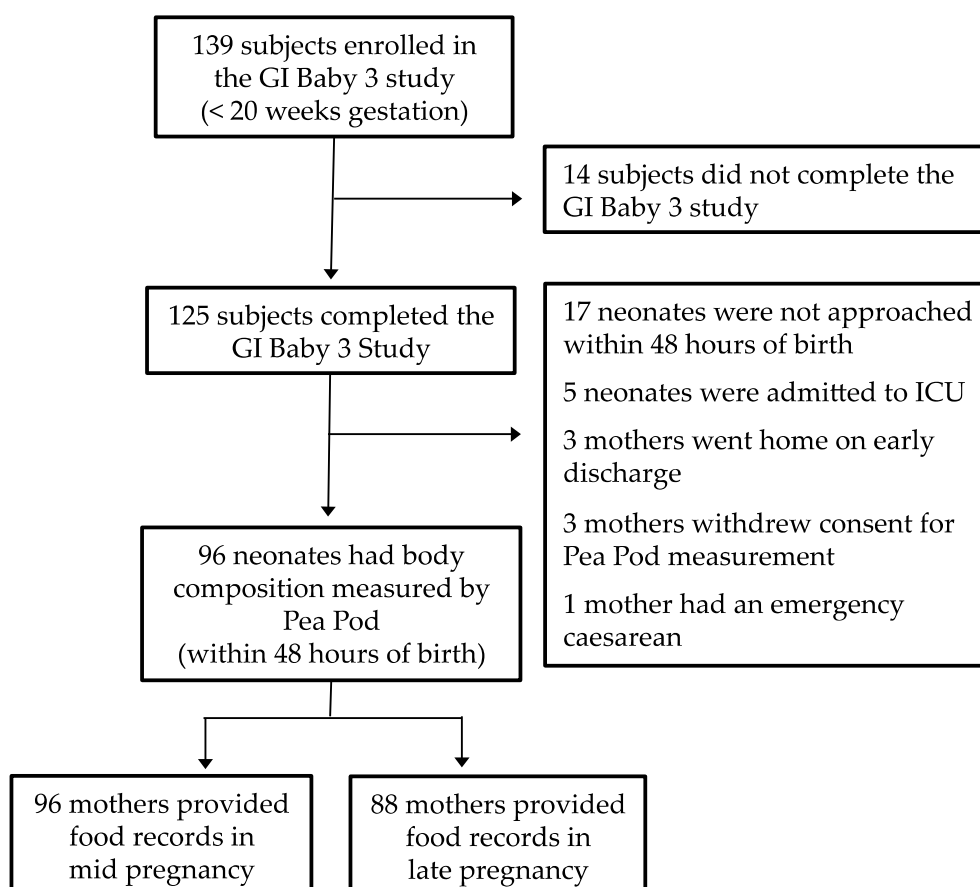 139 subjects enrolled in
the GI Baby 3 study
(< 20 weeks gestation)
14 subjects did not complete the
GI Baby 3 study
125 subjects completed the
GI Baby 3 Study
17 neonates were not approached
within 48 hours of birth
5 neonates were admitted to ICU
3 mothers went home on early
discharge
3 mothers withdrew consent for
Pea Pod measurement
1 mother had an emergency
caesarean
96 neonates had body
composition measured by
Pea Pod
(within 48 hours of birth)
96 mothers provided
food records in
mid pregnancy
88 mothers provided
food records in
late pregnancy